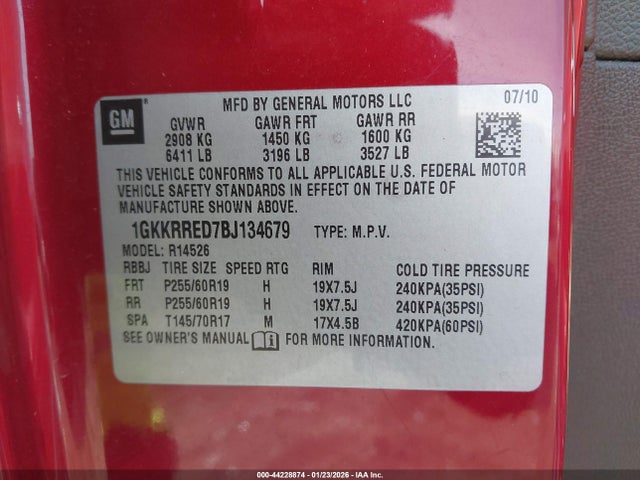 GM ®
MFD BY GENERAL MOTORS LLC 07/10
GVWR GAWR FRT GAWR RR
2908 KG 1450 KG 1600 KG
6411 LB 3196 LB 3527 LB
THIS VEHICLE CONFORMS TO ALL APPLICABLE U.S. FEDERAL MOTOR
VEHICLE SAFETY STANDARDS IN EFFECT ON THE DATE OF
MANUFACTURE SHOWN ABOVE.
1GKKRRED7BJ134679 TYPE: M.P.V.
MODEL: R14526
RBBJ TIRE SIZE SPEED RTG RIM COLD TIRE PRESSURE
FRT P255/60R19 H 19X7.5J 240KPA(35PSI)
RR P255/60R19 H 19X7.5J 240KPA(35PSI)
SPA T145/70R17 M 17X4.5B 420KPA(60PSI)
SEE OWNER'S MANUAL i FOR MORE INFORMATION.
000-44228874 | 01/23/2026 - IAA Inc.